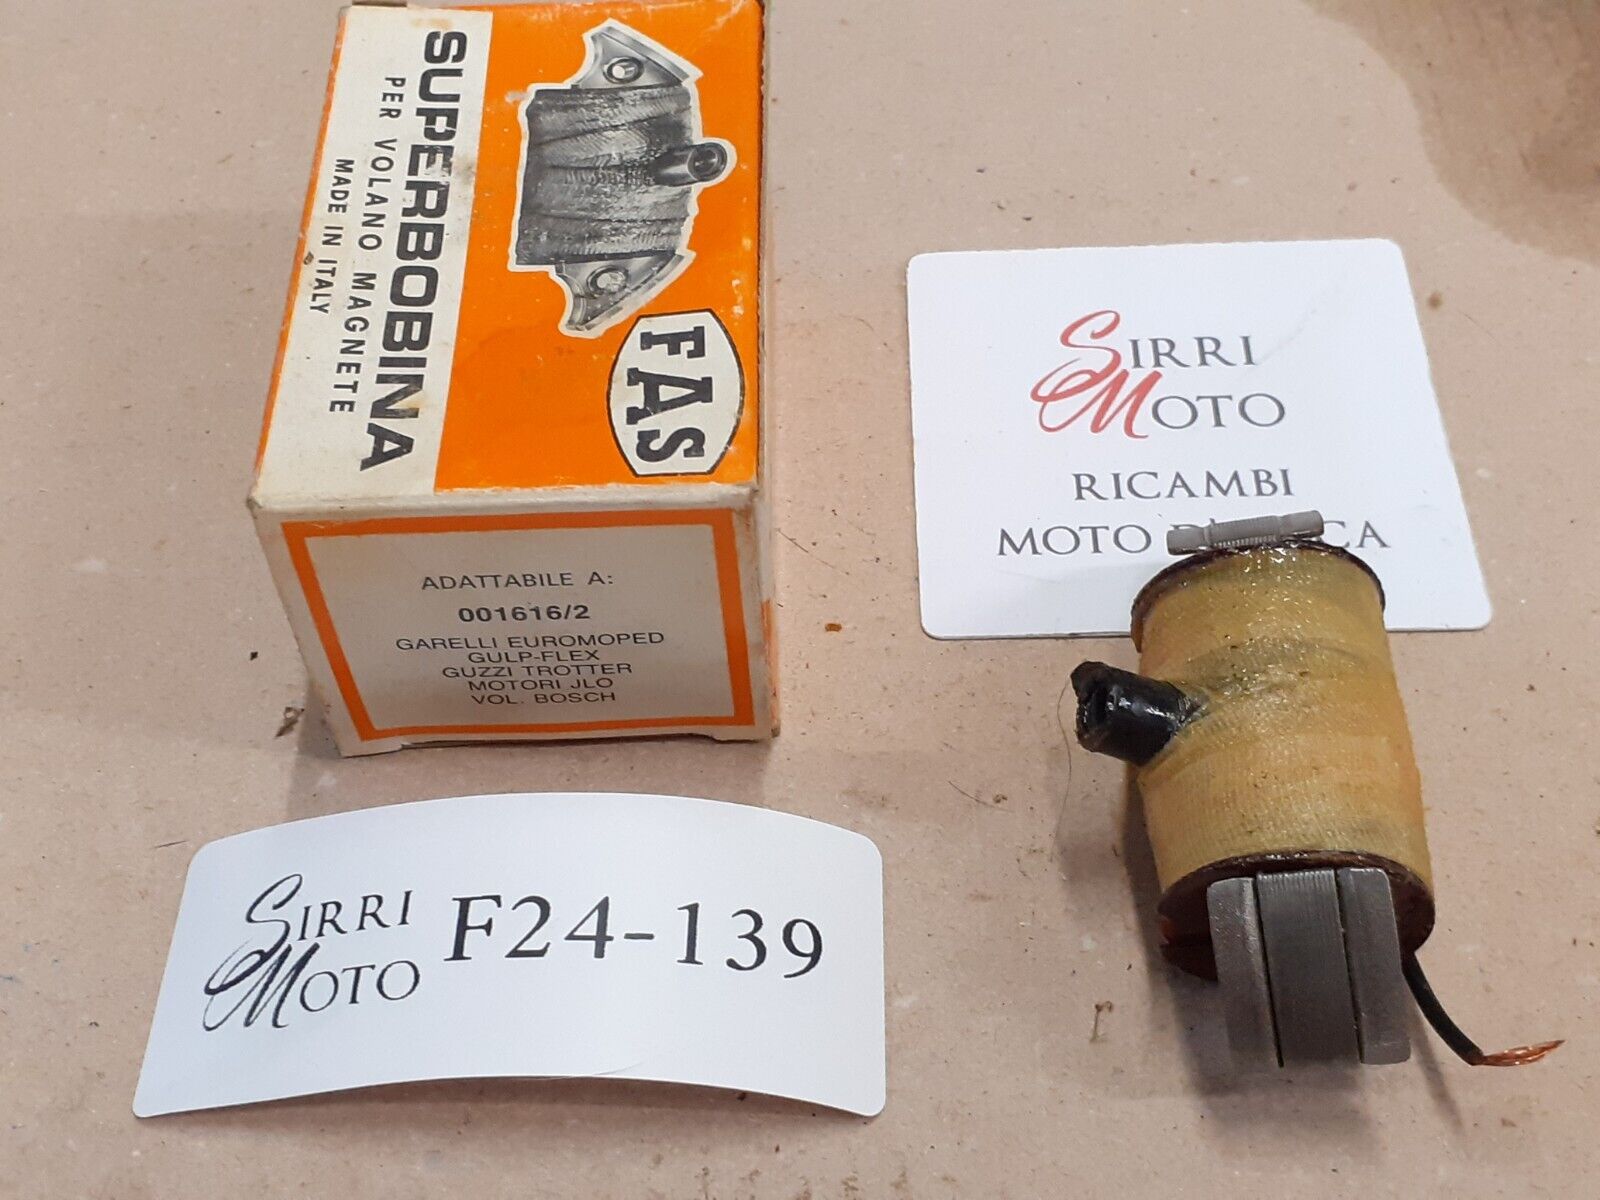 SUPERBOBINA
PER VOLANO MAGNETE
MADE IN ITALY
FAS
ADATTABILE A:
001616/2
GARELLI EUROMOPED
GULP-FLEX
GUZZI TROTTER
MOTORI JLO
VOL. BOSCH
SIRRI
MOTO
RICAMBI
MOTO
SIRRI
MOTO
F24-139